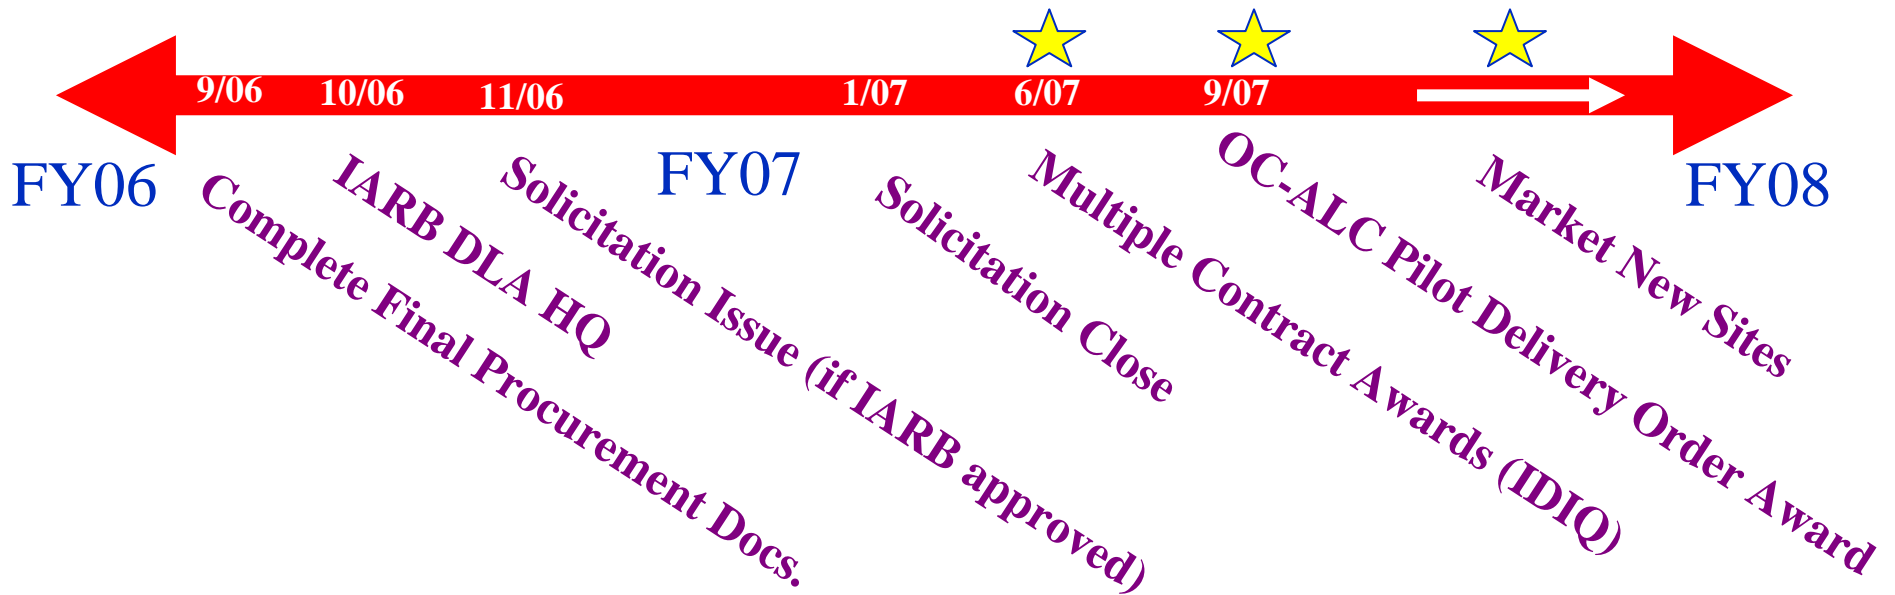 9/06
10/06
11/06
1/07
6/07
9/07
FY06
FY07
FY08
Complete Final Procurement Docs.
IARB DLA HQ
Solicitation Issue (if IARB approved)
Solicitation Close
Multiple Contract Awards (IDIQ)
OC-ALC Pilot Delivery Order Award
Market New Sites